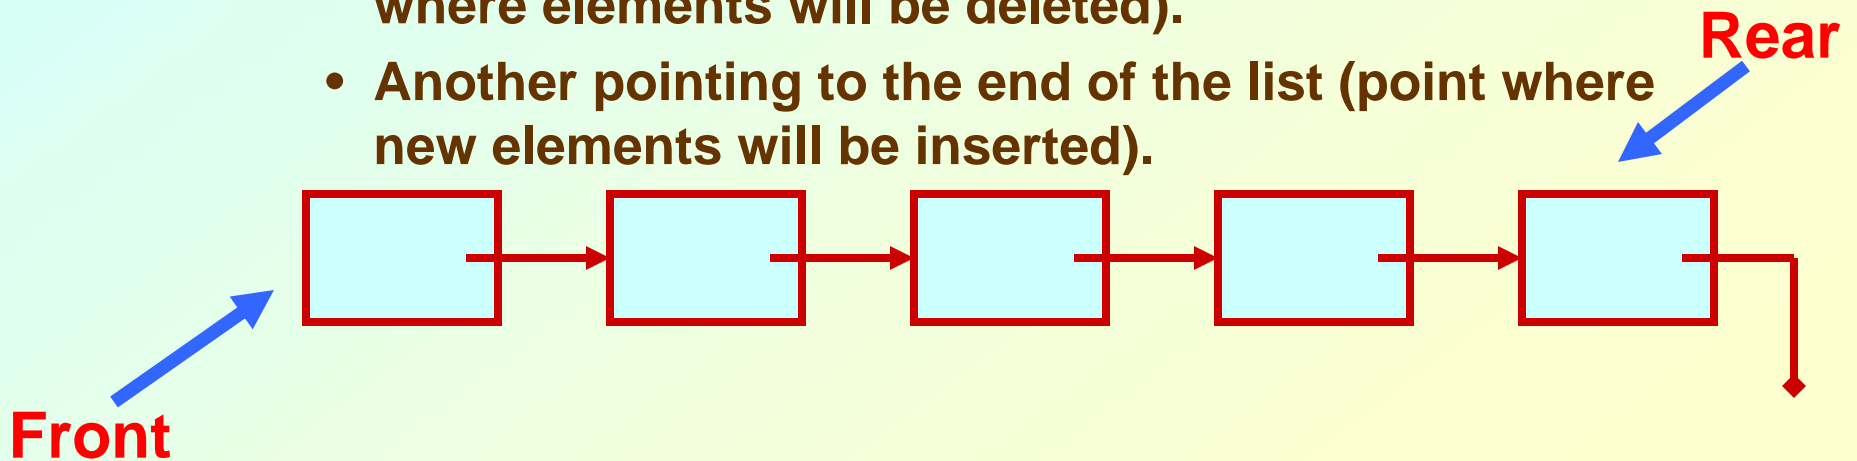 where elements will be deleted).
Rear
• Another pointing to the end of the list (point where
new elements will be inserted).
Front